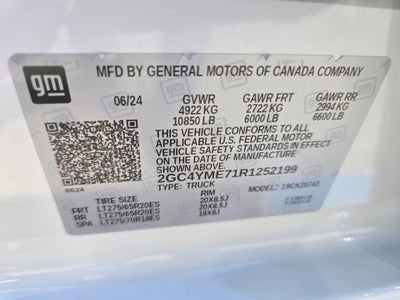 gm
MFD BY GENERAL MOTORS OF CANADA COMPANY
06/24 GVWR GAWR FRT GAWR RR
4922 KG 2722 KG 2994 KG
10850 LB 6000 LB 6600 LB
THIS VEHICLE CONFORMS TO ALL
APPLICABLE U.S. FEDERAL MOTOR
VEHICLE SAFETY STANDARDS IN
EFFECT ON THE DATE OF
MANUFACTURE SHOWN ABOVE.
2GC4YME71R1252199
TYPE: TRUCK MODEL: 19CK20743
RIM
FRT LT275/65R20ES 20X8.5J
RR LT275/65R20ES 20X8.5J
SPA LT275/70R18ES 18X8J